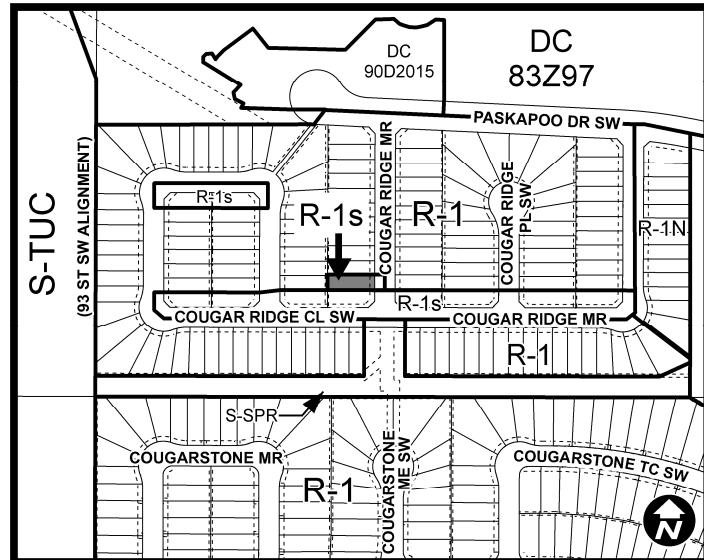 DC
90D2015
DC
83Z97
PASKAPOO DR SW
S-TUC
(93 ST SW ALIGNMENT)
R-1s
R-1s
COUGAR RIDGE MR
R-1
COUGAR RIDGE
PL SW
R-1N
R-1s
COUGAR RIDGE CL SW
COUGAR RIDGE MR
R-1
S-SPR
COUGARSTONE MR
R-1
COUGARSTONE
ME SW
COUGARSTONE TC SW
N